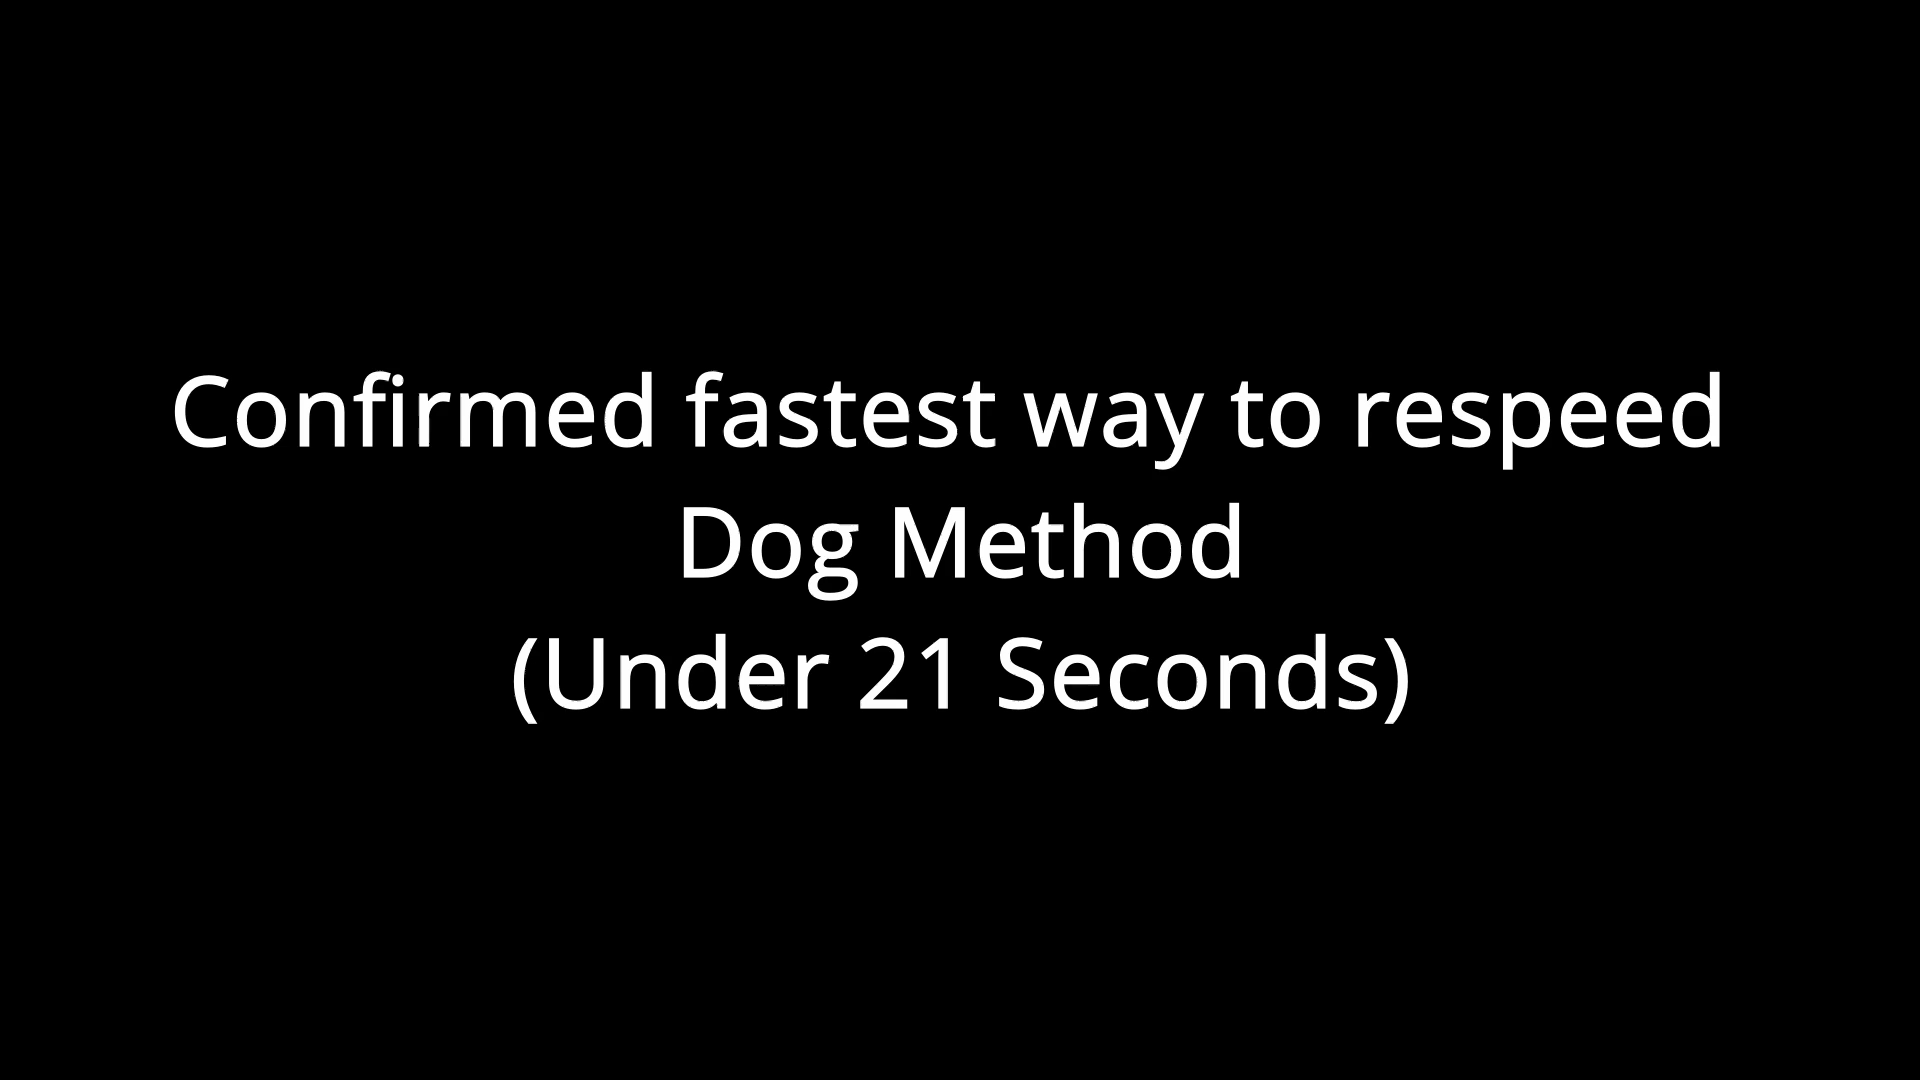 Confirmed fastest way to respeed
Dog Method
(Under 21 Seconds)